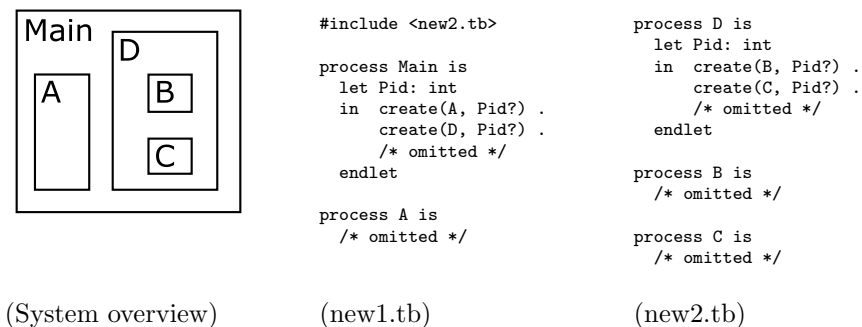 Main
D
A
B
C
(System overview)
#include <new2.tb>
process Main is
let Pid: int
in create(A, Pid?) .
create(D, Pid?) .
/* omitted */
endlet
process A is
/* omitted */
(new1.tb)
process D is
let Pid: int
in create(B, Pid?) .
create(C, Pid?) .
/* omitted */
endlet
process B is
/* omitted */
process C is
/* omitted */
(new2.tb)